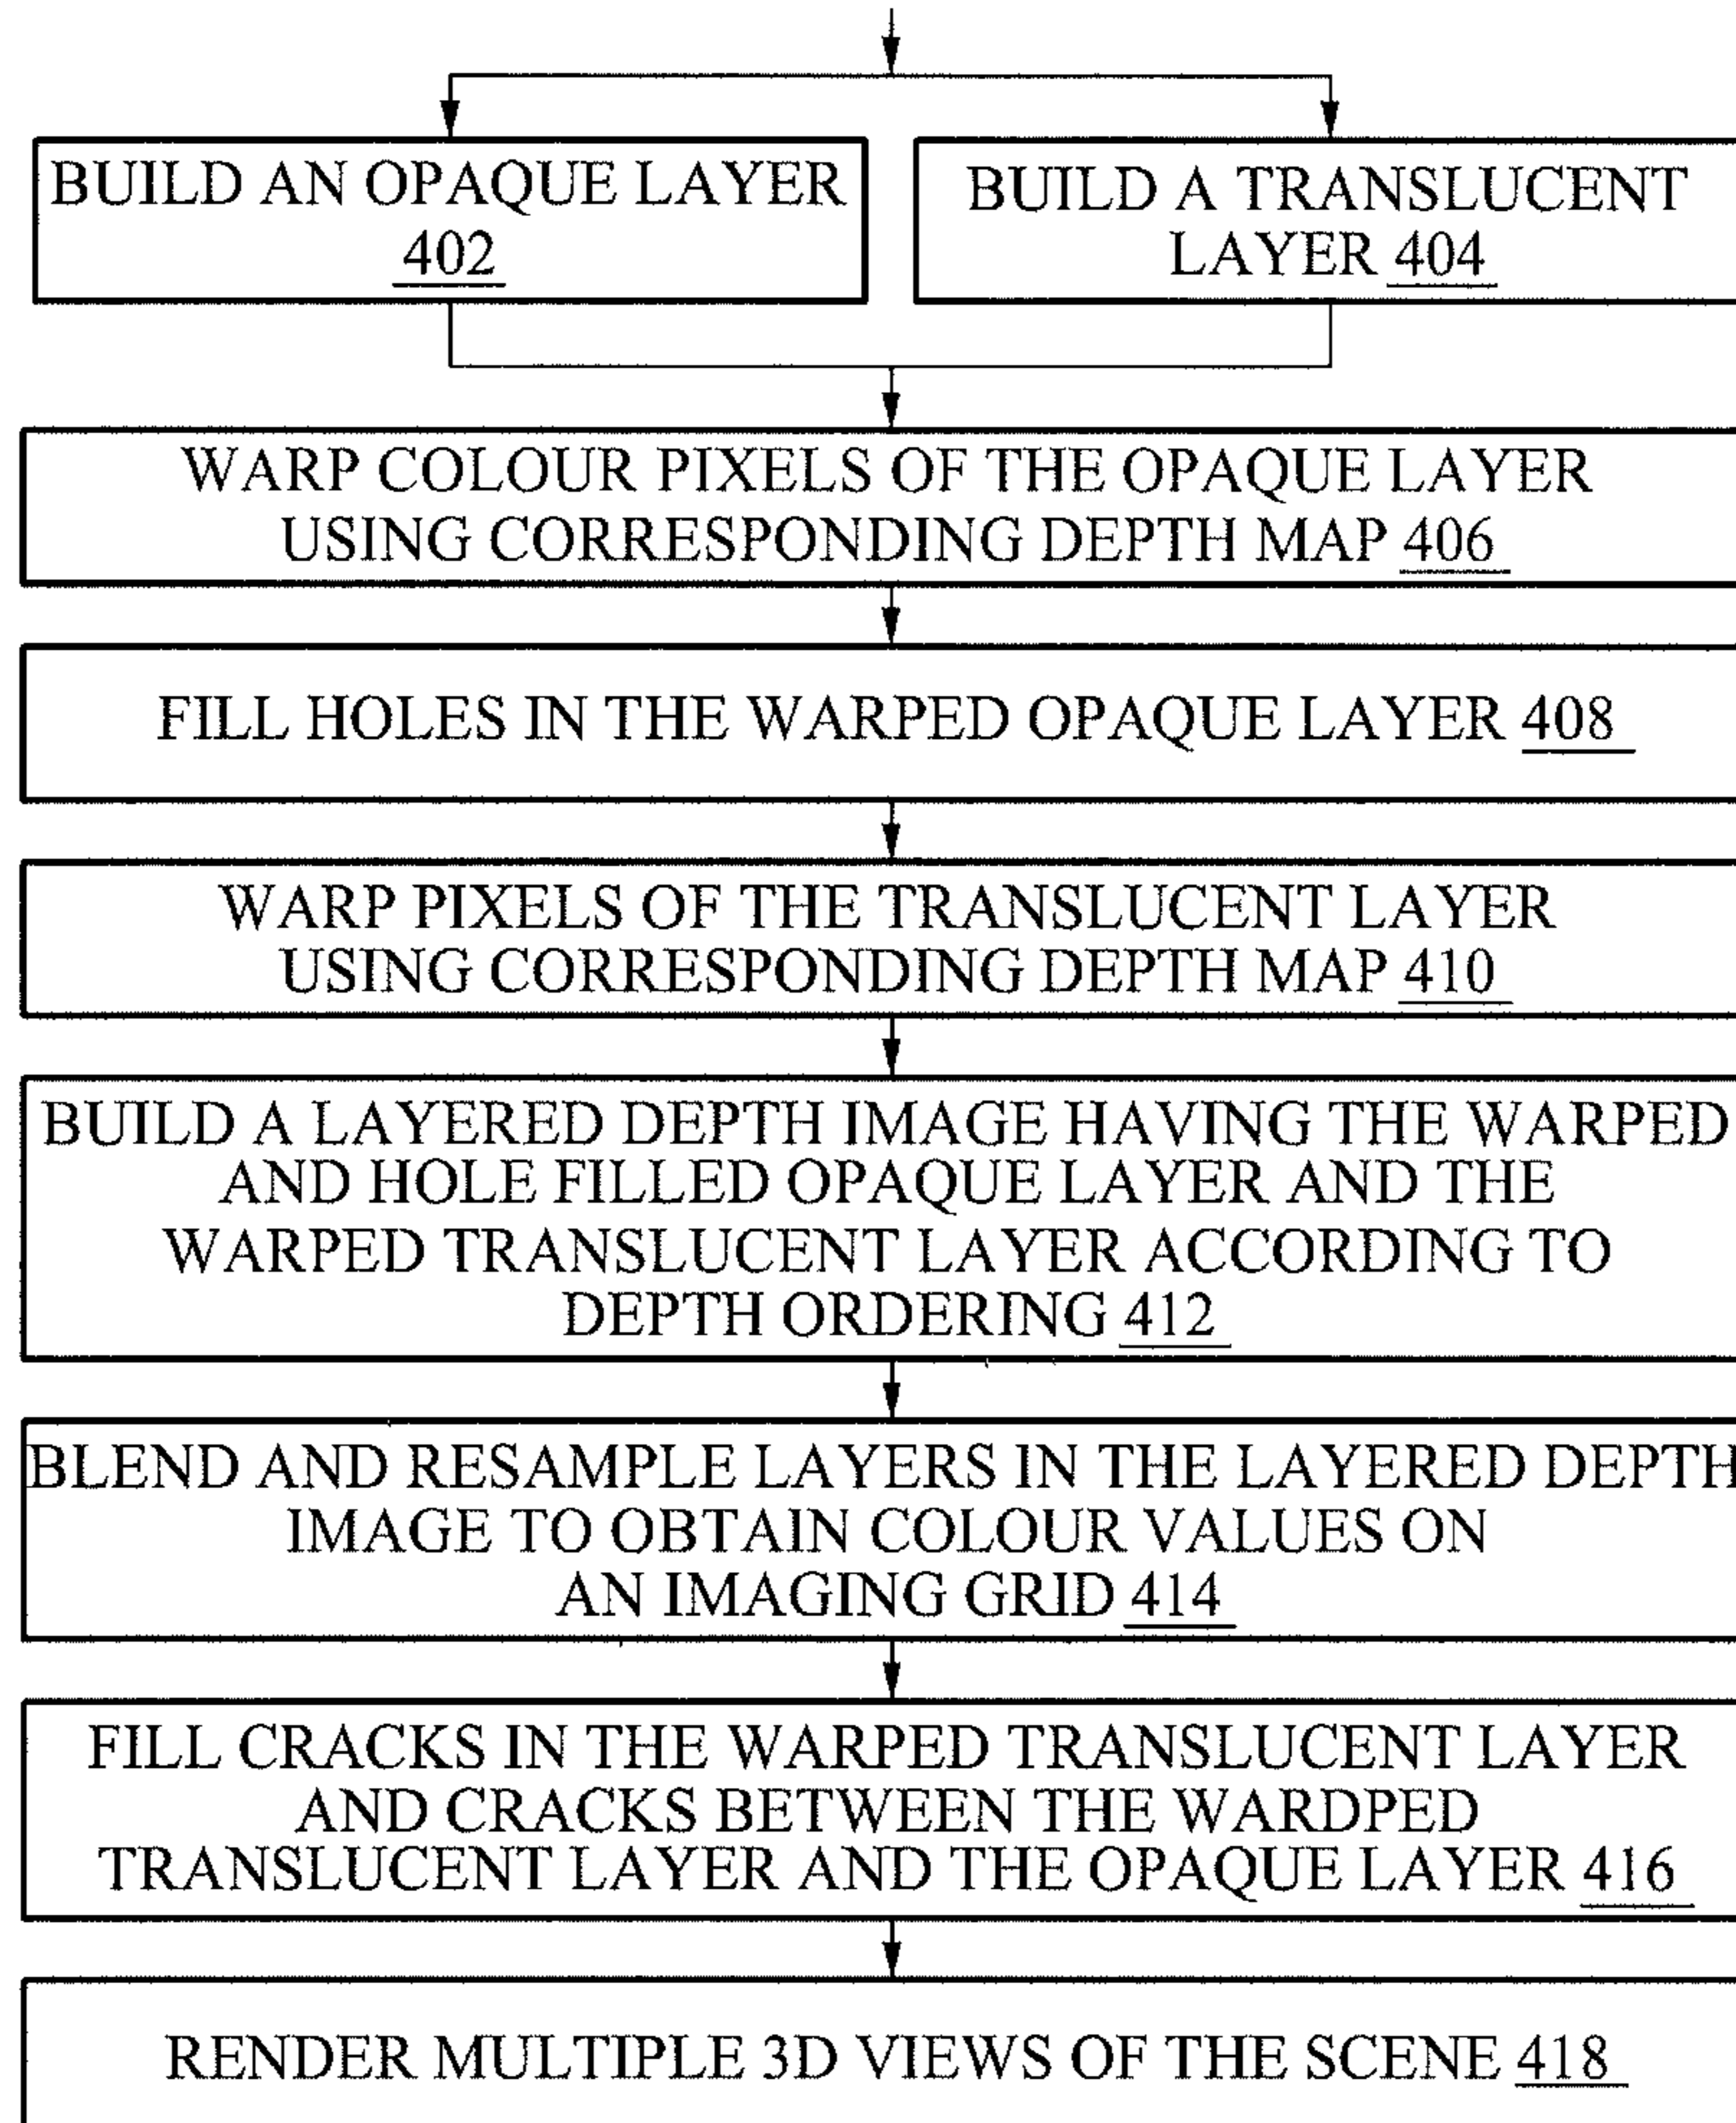 BUILD AN OPAQUE LAYER
402
BUILD A TRANSLUCENT
LAYER 404
WARP COLOUR PIXELS OF THE OPAQUE LAYER
USING CORRESPONDING DEPTH MAP 406
FILL HOLES IN THE WARPED OPAQUE LAYER 408
WARP PIXELS OF THE TRANSLUCENT LAYER
USING CORRESPONDING DEPTH MAP 410
BUILD A LAYERED DEPTH IMAGE HAVING THE WARPED
AND HOLE FILLED OPAQUE LAYER AND THE
WARPED TRANSLUCENT LAYER ACCORDING TO
DEPTH ORDERING 412
BLEND AND RESAMPLE LAYERS IN THE LAYERED DEPTH
IMAGE TO OBTAIN COLOUR VALUES ON
AN IMAGING GRID 414
FILL CRACKS IN THE WARPED TRANSLUCENT LAYER
AND CRACKS BETWEEN THE WARDPED
TRANSLUCENT LAYER AND THE OPAQUE LAYER 416
RENDER MULTIPLE 3D VIEWS OF THE SCENE 418